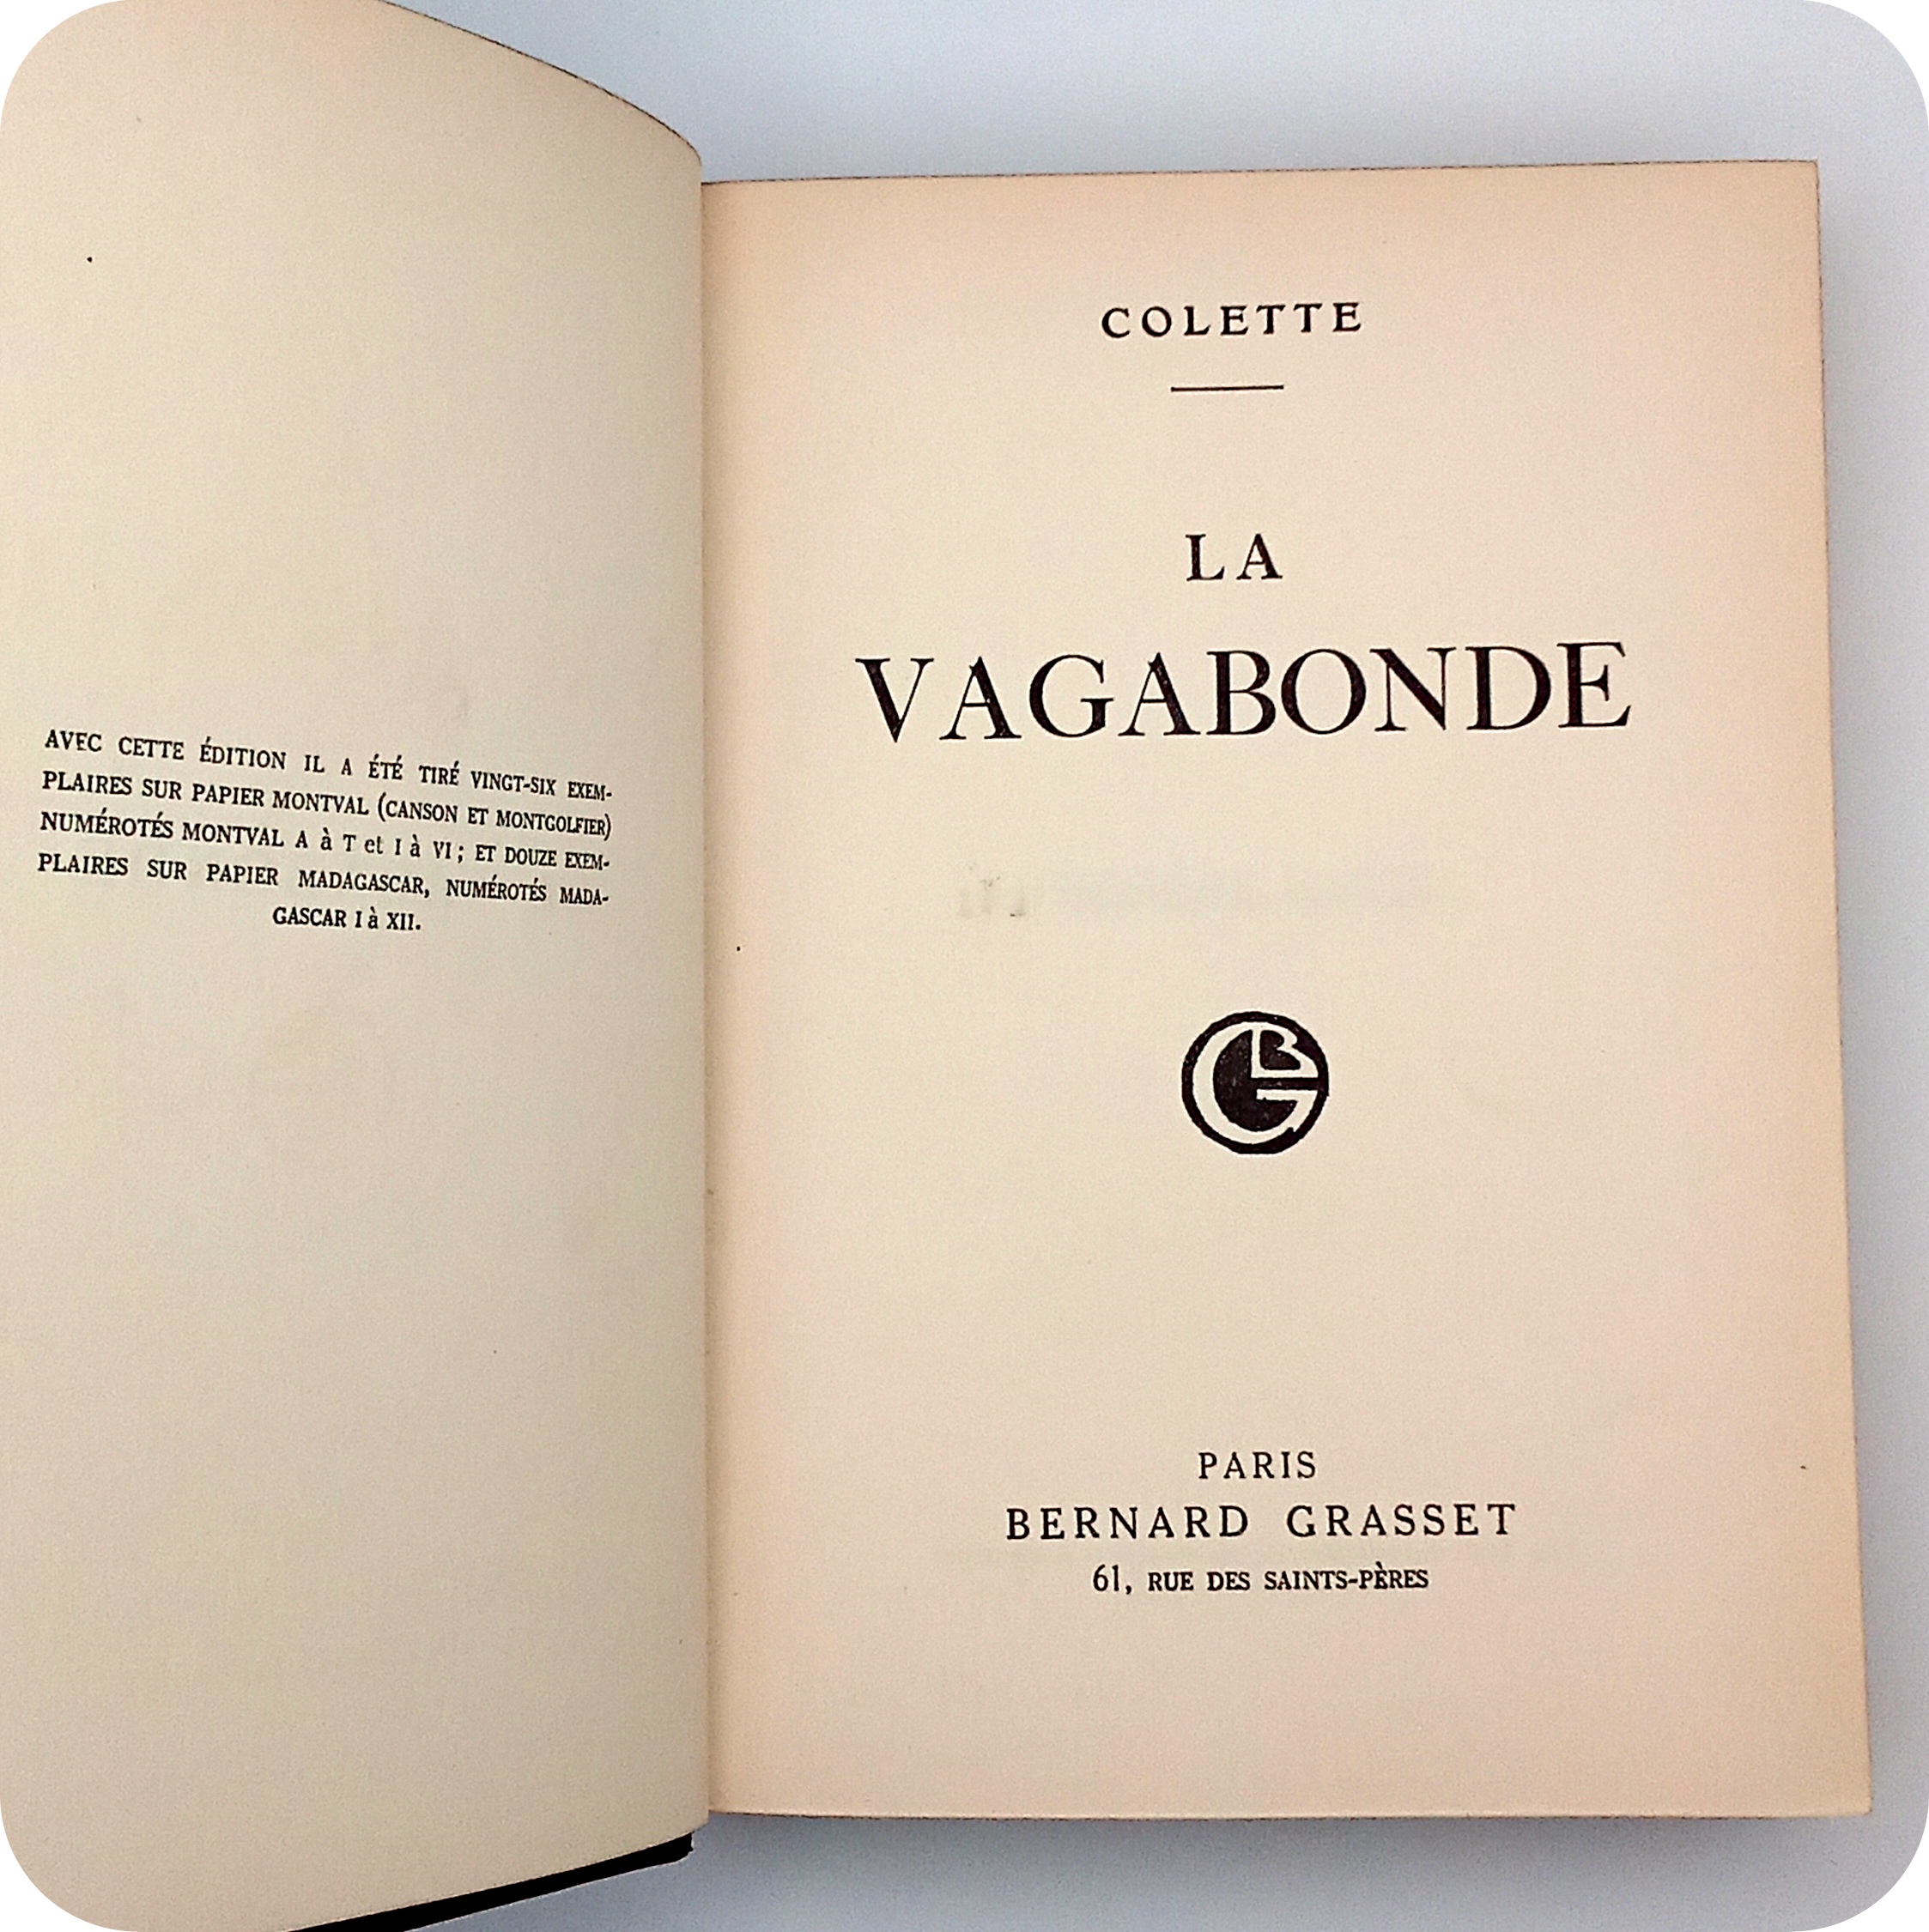 AVEC CETTE ÉDITION IL A ÉTÉ TIRÉ VINGT-SIX EXEM-
PLAIRES SUR PAPIER MONTVAL (CANSON ET MONTGOLFIER)
NUMÉROTÉS MONTVAL A à T et I à VI ; ET DOUZE EXEM-
PLAIRES SUR PAPIER MADAGASCAR, NUMÉROTÉS MADA-
GASCAR I à XII.
COLETTE
LA
VAGABONDE
BG
PARIS
BERNARD GRASSET
61, RUE DES SAINTS-PÈRES